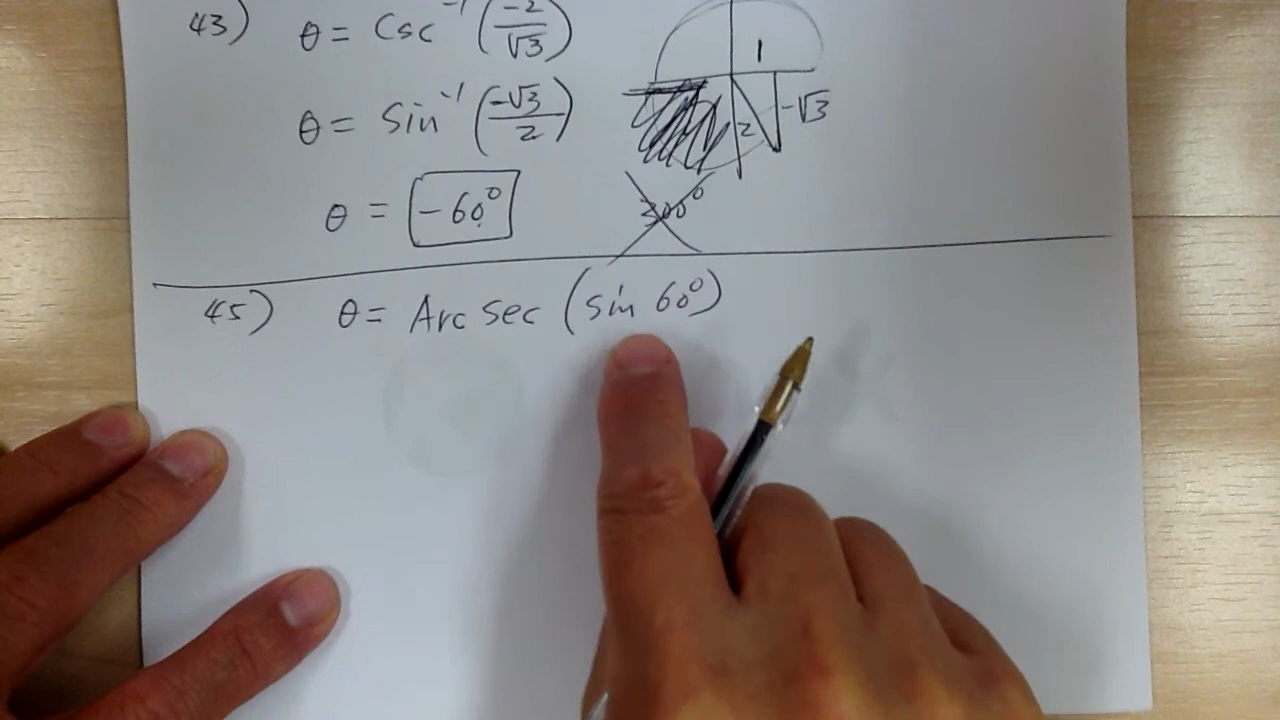 43) θ = Csc⁻¹ (-2/√3)
θ = Sin⁻¹ (-√3/2)
θ = -60°
1
2
-√3
300°
45) θ = Arc sec (sin 60°)